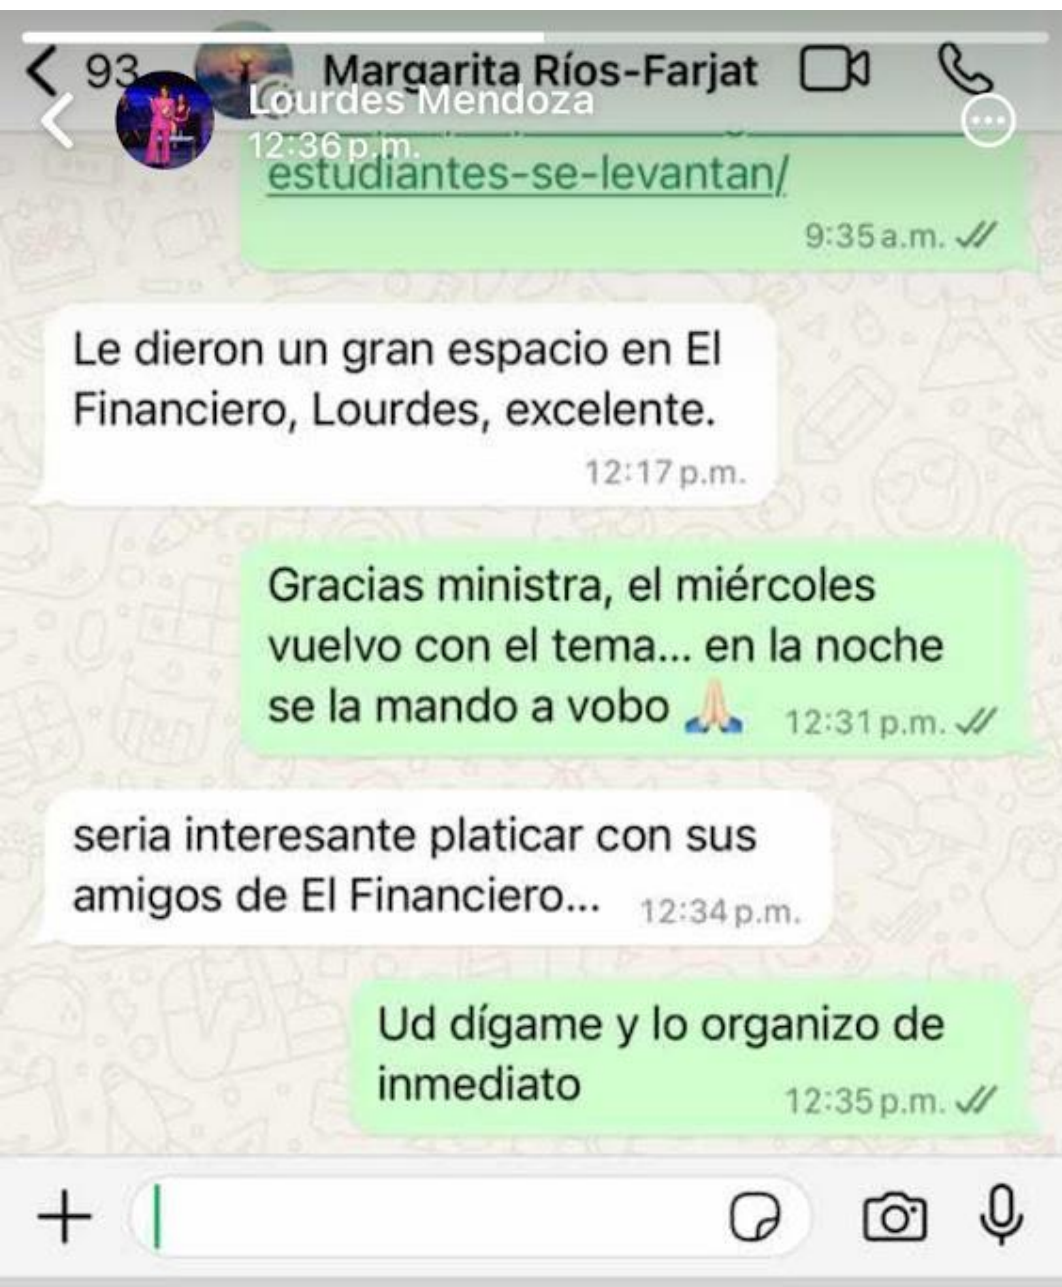 93
Margarita Ríos-Farjat
Lourdes Mendoza
12:36 p.m.
estudiantes-se-levantan/
9:35 a.m.
Le dieron un gran espacio en El
Financiero, Lourdes, excelente.
12:17 p.m.
Gracias ministra, el miércoles
vuelvo con el tema... en la noche
se la mando a vobo 🙏🏻 12:31 p.m.
seria interesante platicar con sus
amigos de El Financiero... 12:34 p.m.
Ud dígame y lo organizo de
inmediato 12:35 p.m.